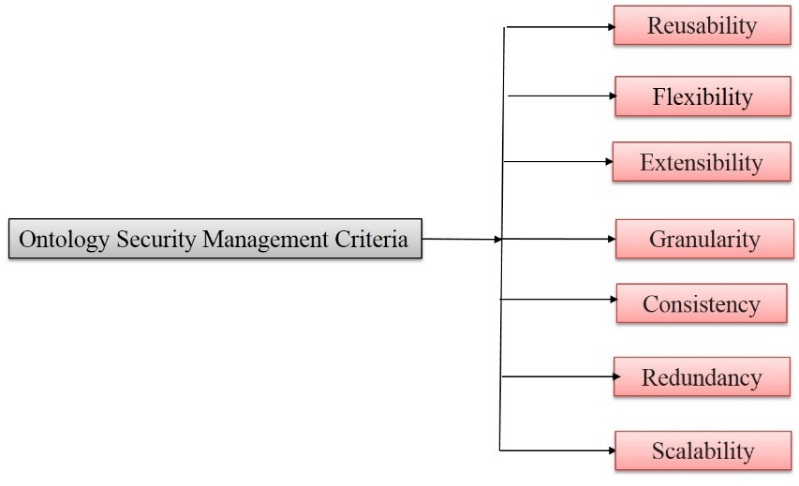 Reusability
Flexibility
Extensibility
Ontology Security Management Criteria
Granularity
Consistency
Redundancy
Scalability